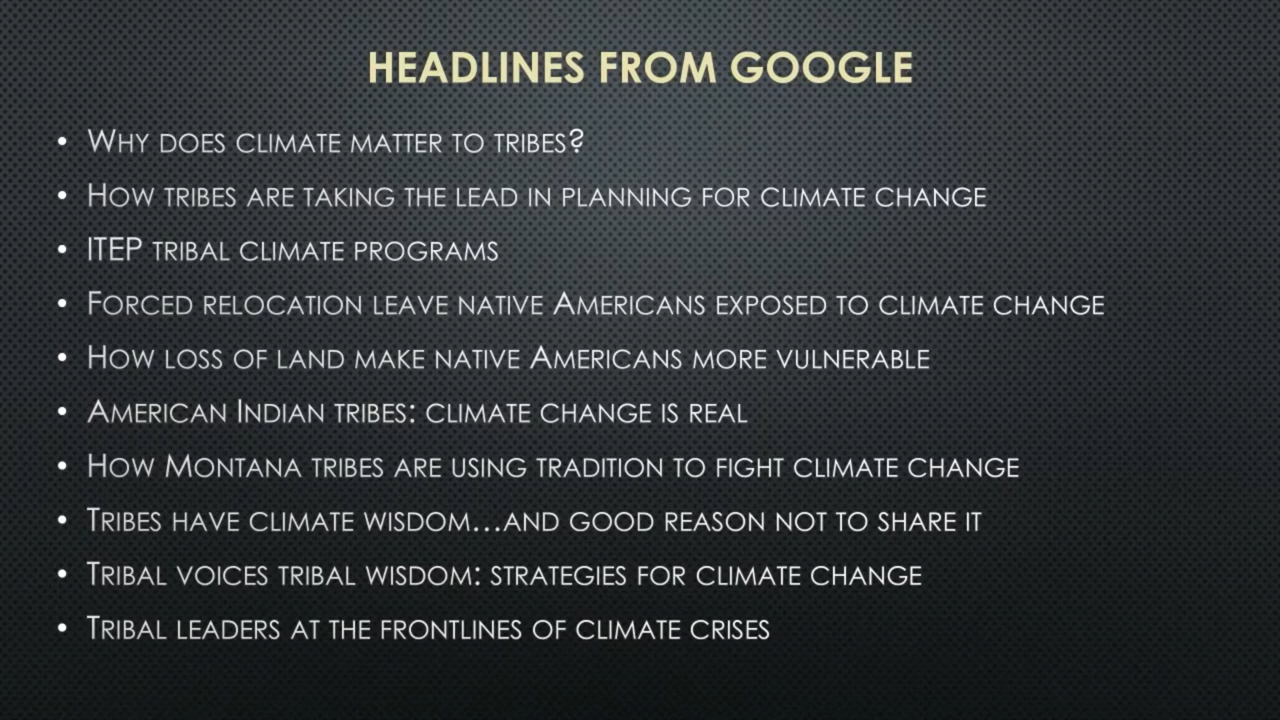 HEADLINES FROM GOOGLE
• Why does climate matter to tribes?
• How tribes are taking the lead in planning for climate change
• ITEP tribal climate programs
• Forced relocation leave native Americans exposed to climate change
• How loss of land make native Americans more vulnerable
• American Indian tribes: climate change is real
• How Montana tribes are using tradition to fight climate change
• Tribes have climate wisdom...and good reason not to share it
• Tribal voices tribal wisdom: strategies for climate change
• Tribal leaders at the frontlines of climate crises